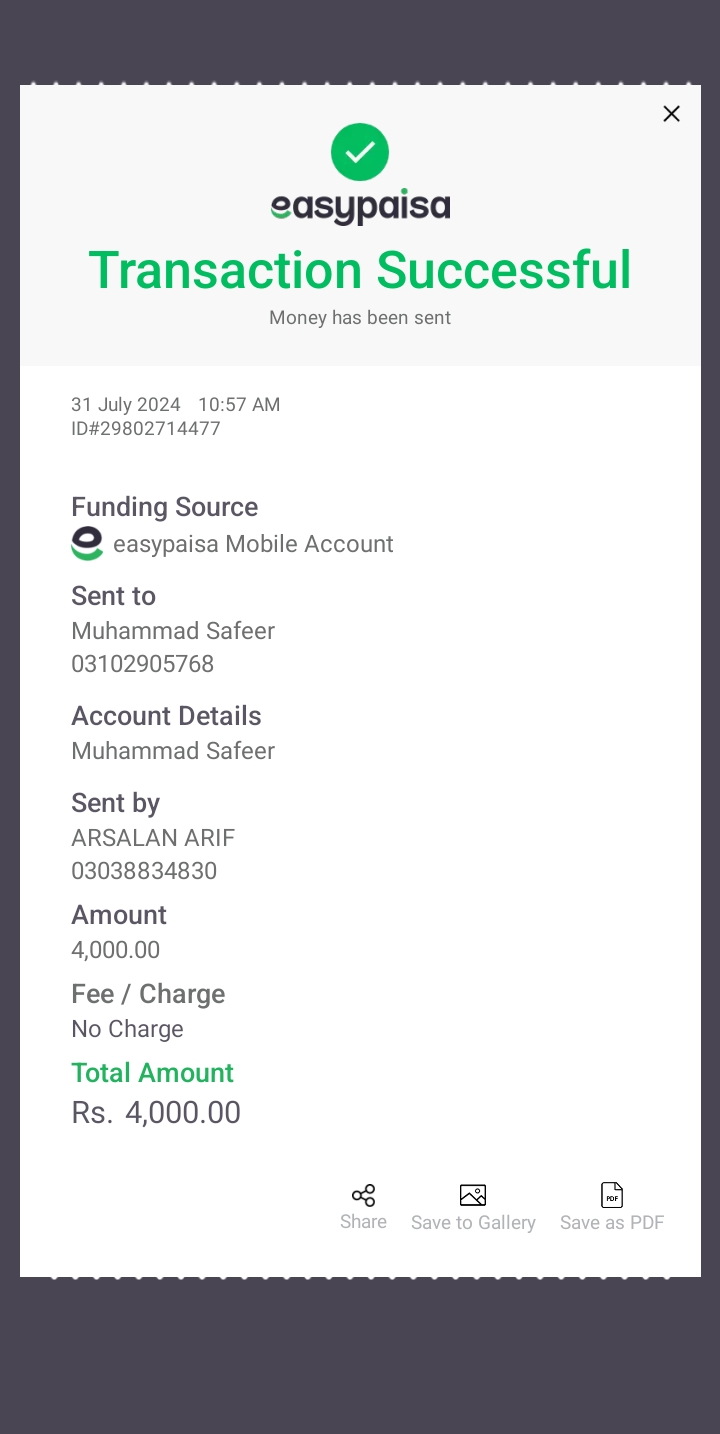 easypaisa
Transaction Successful
Money has been sent
31 July 2024 10:57 AM
ID#29802714477
Funding Source
easypaisa Mobile Account
Sent to
Muhammad Safeer
03102905768
Account Details
Muhammad Safeer
Sent by
ARSALAN ARIF
03038834830
Amount
4,000.00
Fee / Charge
No Charge
Total Amount
Rs. 4,000.00
PDF
Share Save to Gallery Save as PDF